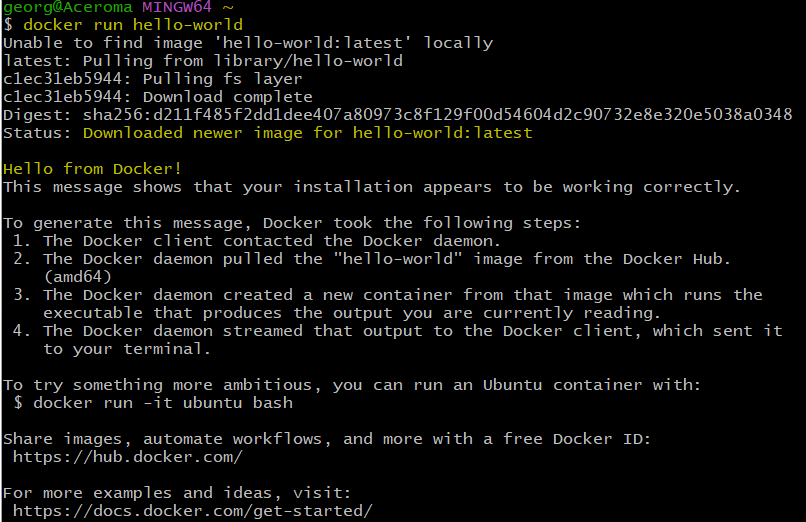 georg@Aceroma MINGW64 ~
$ docker run hello-world
Unable to find image 'hello-world:latest' locally
latest: Pulling from library/hello-world
c1ec31eb5944: Pulling fs layer
c1ec31eb5944: Download complete
Digest: sha256:d211f485f2dd1dee407a80973c8f129f00d54604d2c90732e8e320e5038a0348
Status: Downloaded newer image for hello-world:latest
Hello from Docker!
This message shows that your installation appears to be working correctly.
To generate this message, Docker took the following steps:
1. The Docker client contacted the Docker daemon.
2. The Docker daemon pulled the "hello-world" image from the Docker Hub.
(amd64)
3. The Docker daemon created a new container from that image which runs the
executable that produces the output you are currently reading.
4. The Docker daemon streamed that output to the Docker client, which sent it
to your terminal.
To try something more ambitious, you can run an Ubuntu container with:
$ docker run -it ubuntu bash
Share images, automate workflows, and more with a free Docker ID:
https://hub.docker.com/
For more examples and ideas, visit:
https://docs.docker.com/get-started/